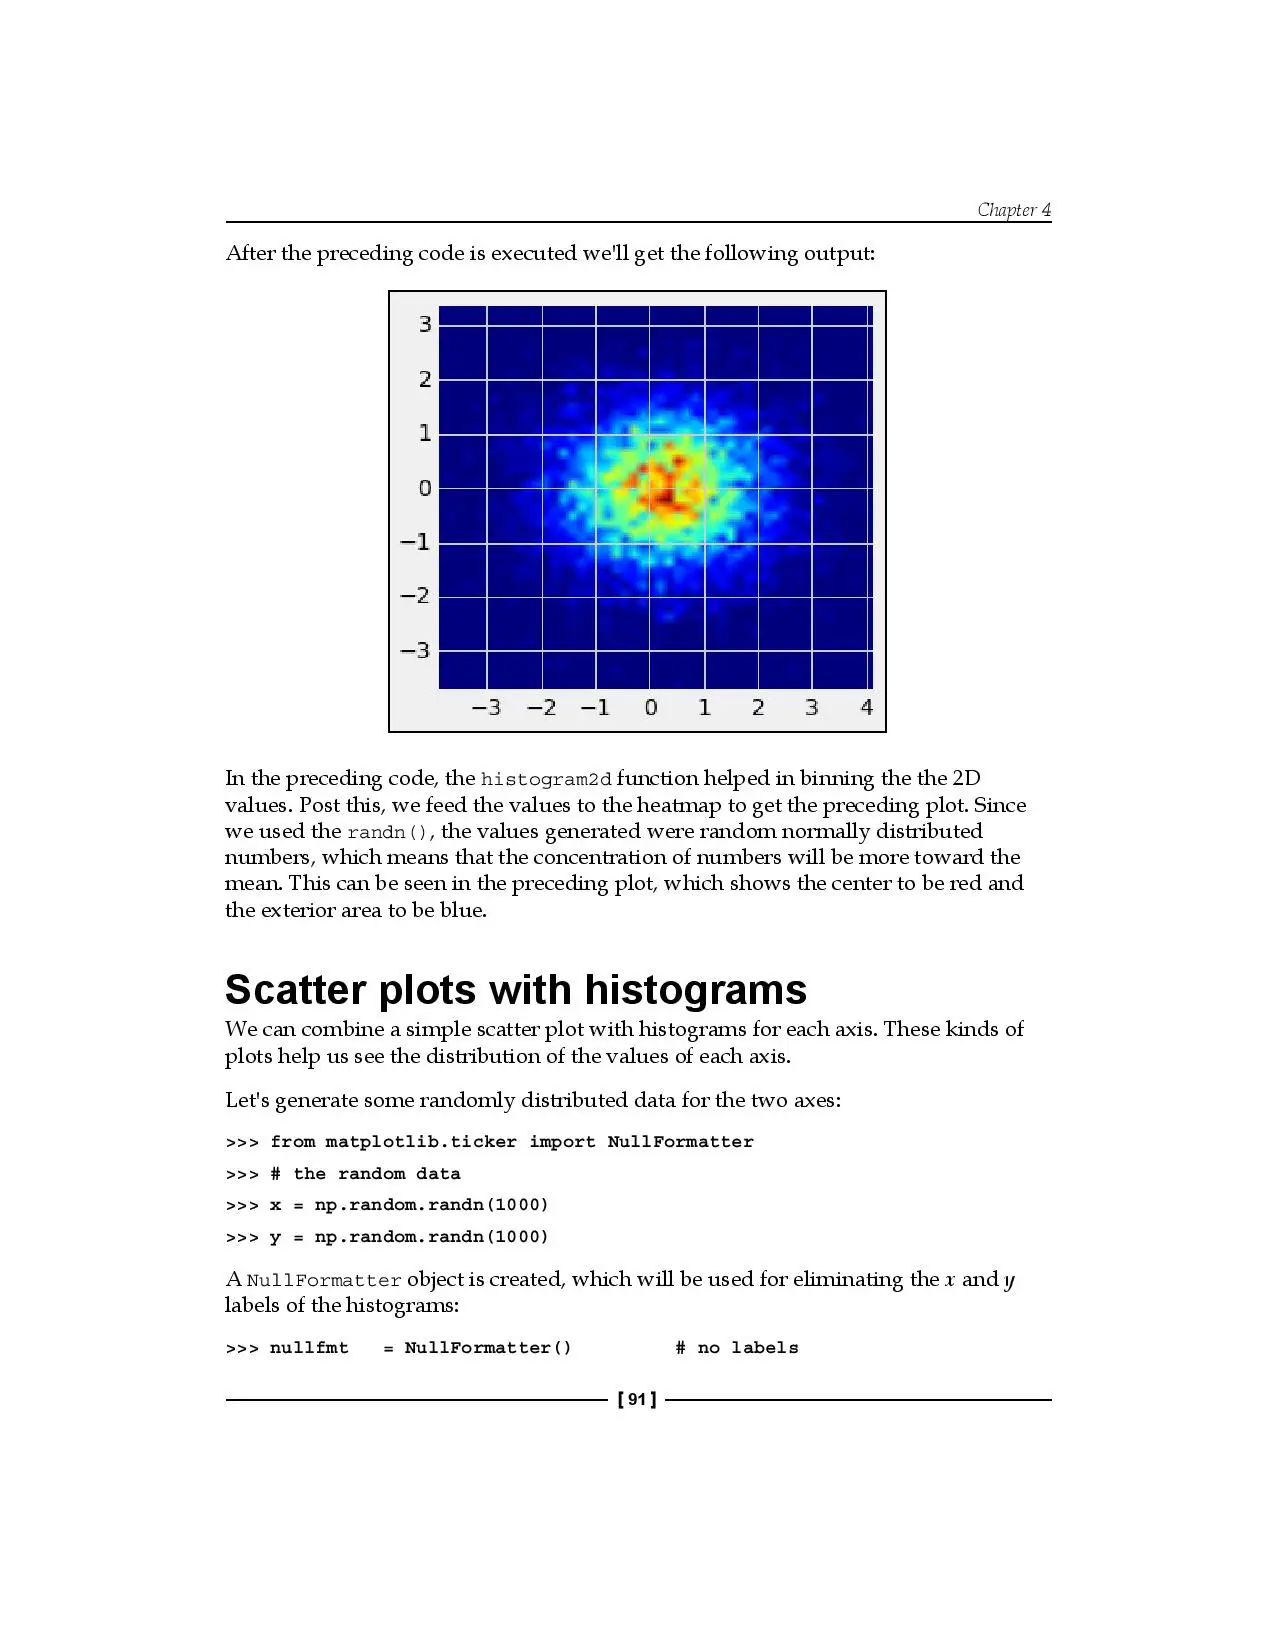 Chapter 4
After the preceding code is executed we'll get the following output:
3
2
1
0
−1
−2
−3
−3 −2 −1 0 1 2 3 4
In the preceding code, the histogram2d function helped in binning the the 2D
values. Post this, we feed the values to the heatmap to get the preceding plot. Since
we used the randn(), the values generated were random normally distributed
numbers, which means that the concentration of numbers will be more toward the
mean. This can be seen in the preceding plot, which shows the center to be red and
the exterior area to be blue.
Scatter plots with histograms
We can combine a simple scatter plot with histograms for each axis. These kinds of
plots help us see the distribution of the values of each axis.
Let's generate some randomly distributed data for the two axes:
>>> from matplotlib.ticker import NullFormatter
>>> # the random data
>>> x = np.random.randn(1000)
>>> y = np.random.randn(1000)
A NullFormatter object is created, which will be used for eliminating the x and y
labels of the histograms:
>>> nullfmt   = NullFormatter()         # no labels
[ 91 ]